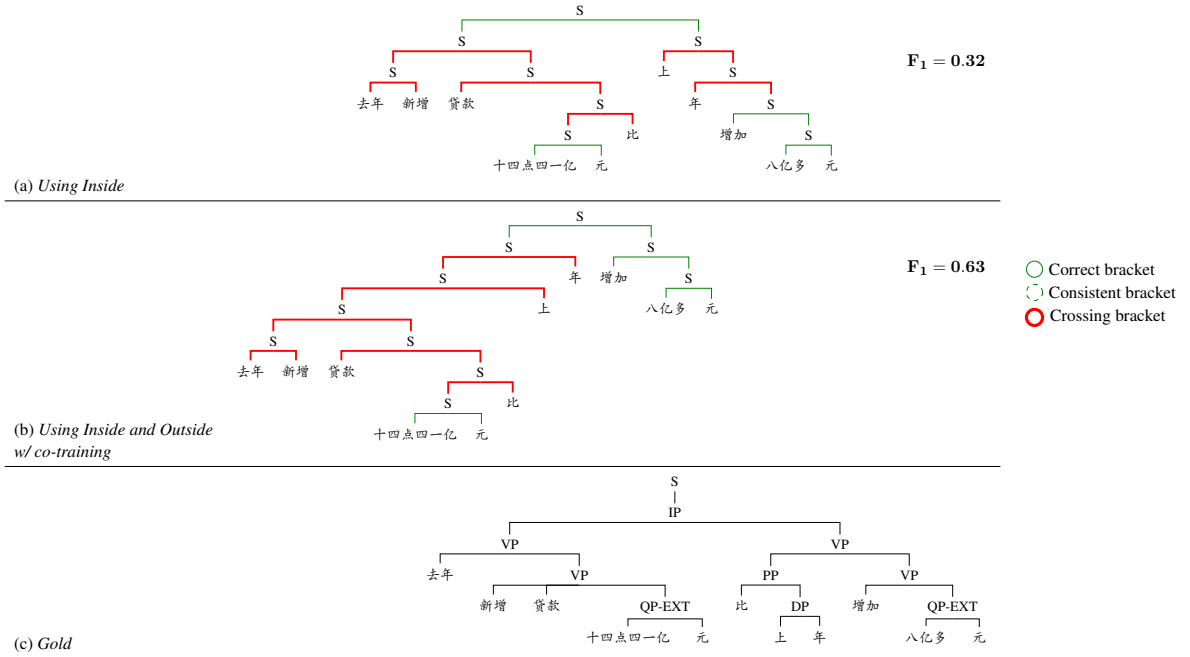 S
S S
S S 上 S
F₁ = 0.32
去年 新增 贷款 S 年 S
S 比 增加 S
十四点四一亿 元 八亿多 元
(a) Using Inside
S
S S
S 年 增加 S
F₁ = 0.63
S 上 八亿多 元
S S
去年 新增 贷款 S
S 比
十四点四一亿 元
(b) Using Inside and Outside
w/ co-training
Correct bracket
Consistent bracket
Crossing bracket
S
IP
VP VP
去年 VP PP VP
新增 贷款 QP-EXT 比 DP 增加 QP-EXT
十四点四一亿 元 上 年 八亿多 元
(c) Gold